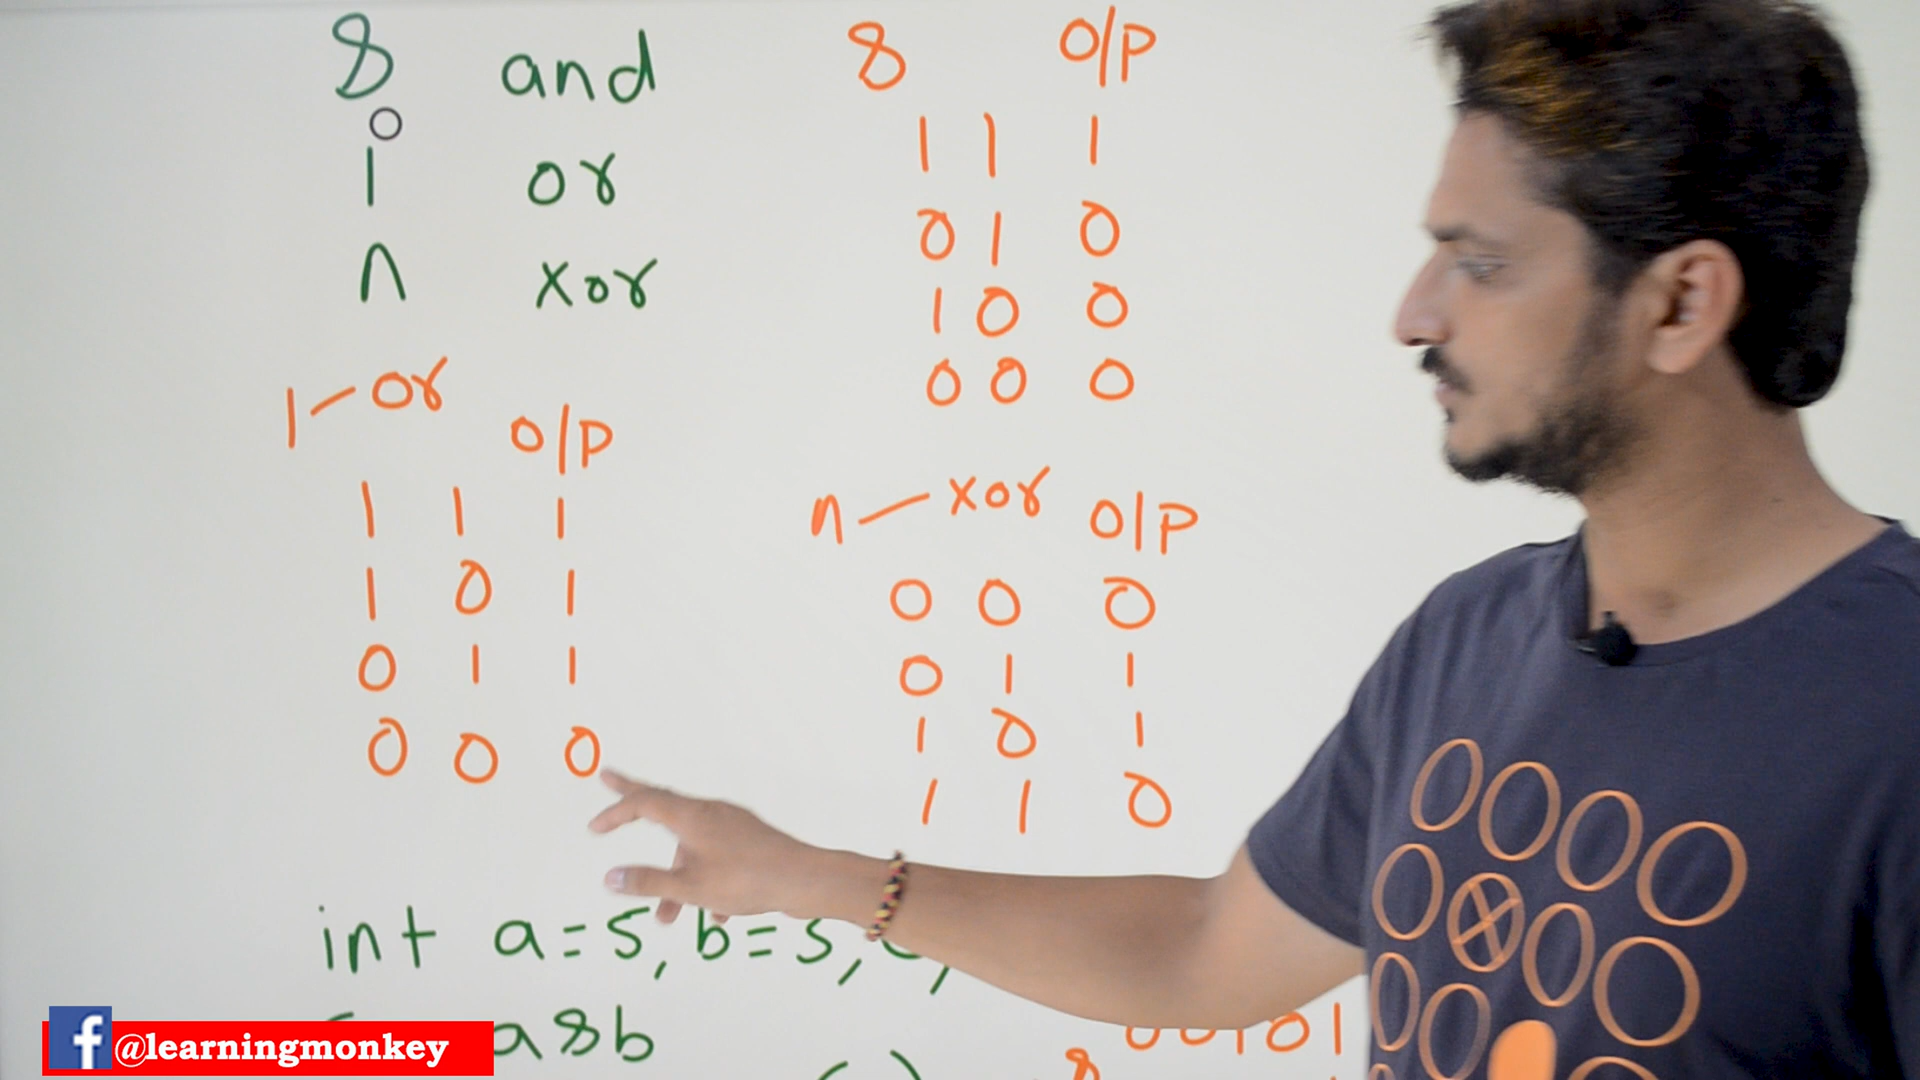 & and
| or
^ xor
| — or o/p
1 1 1
1 0 1
0 1 1
0 0 0
& o/p
1 1 1
0 1 0
1 0 0
0 0 0
^ — xor o/p
0 0 0
0 1 1
1 0 1
1 1 0
int a=5, b=5,
a&b
00101
&
@learningmonkey